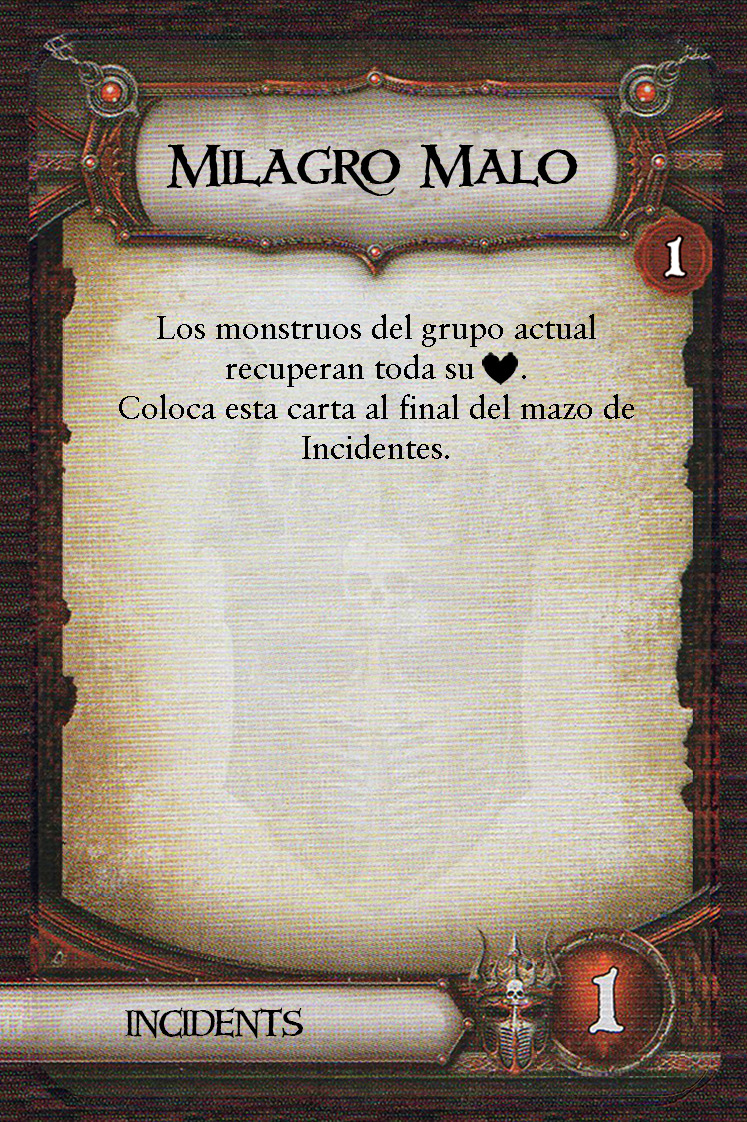 Milagro Malo
1
Los monstruos del grupo actual
recuperan toda su ♥.
Coloca esta carta al final del mazo de
Incidentes.
INCIDENTS
1